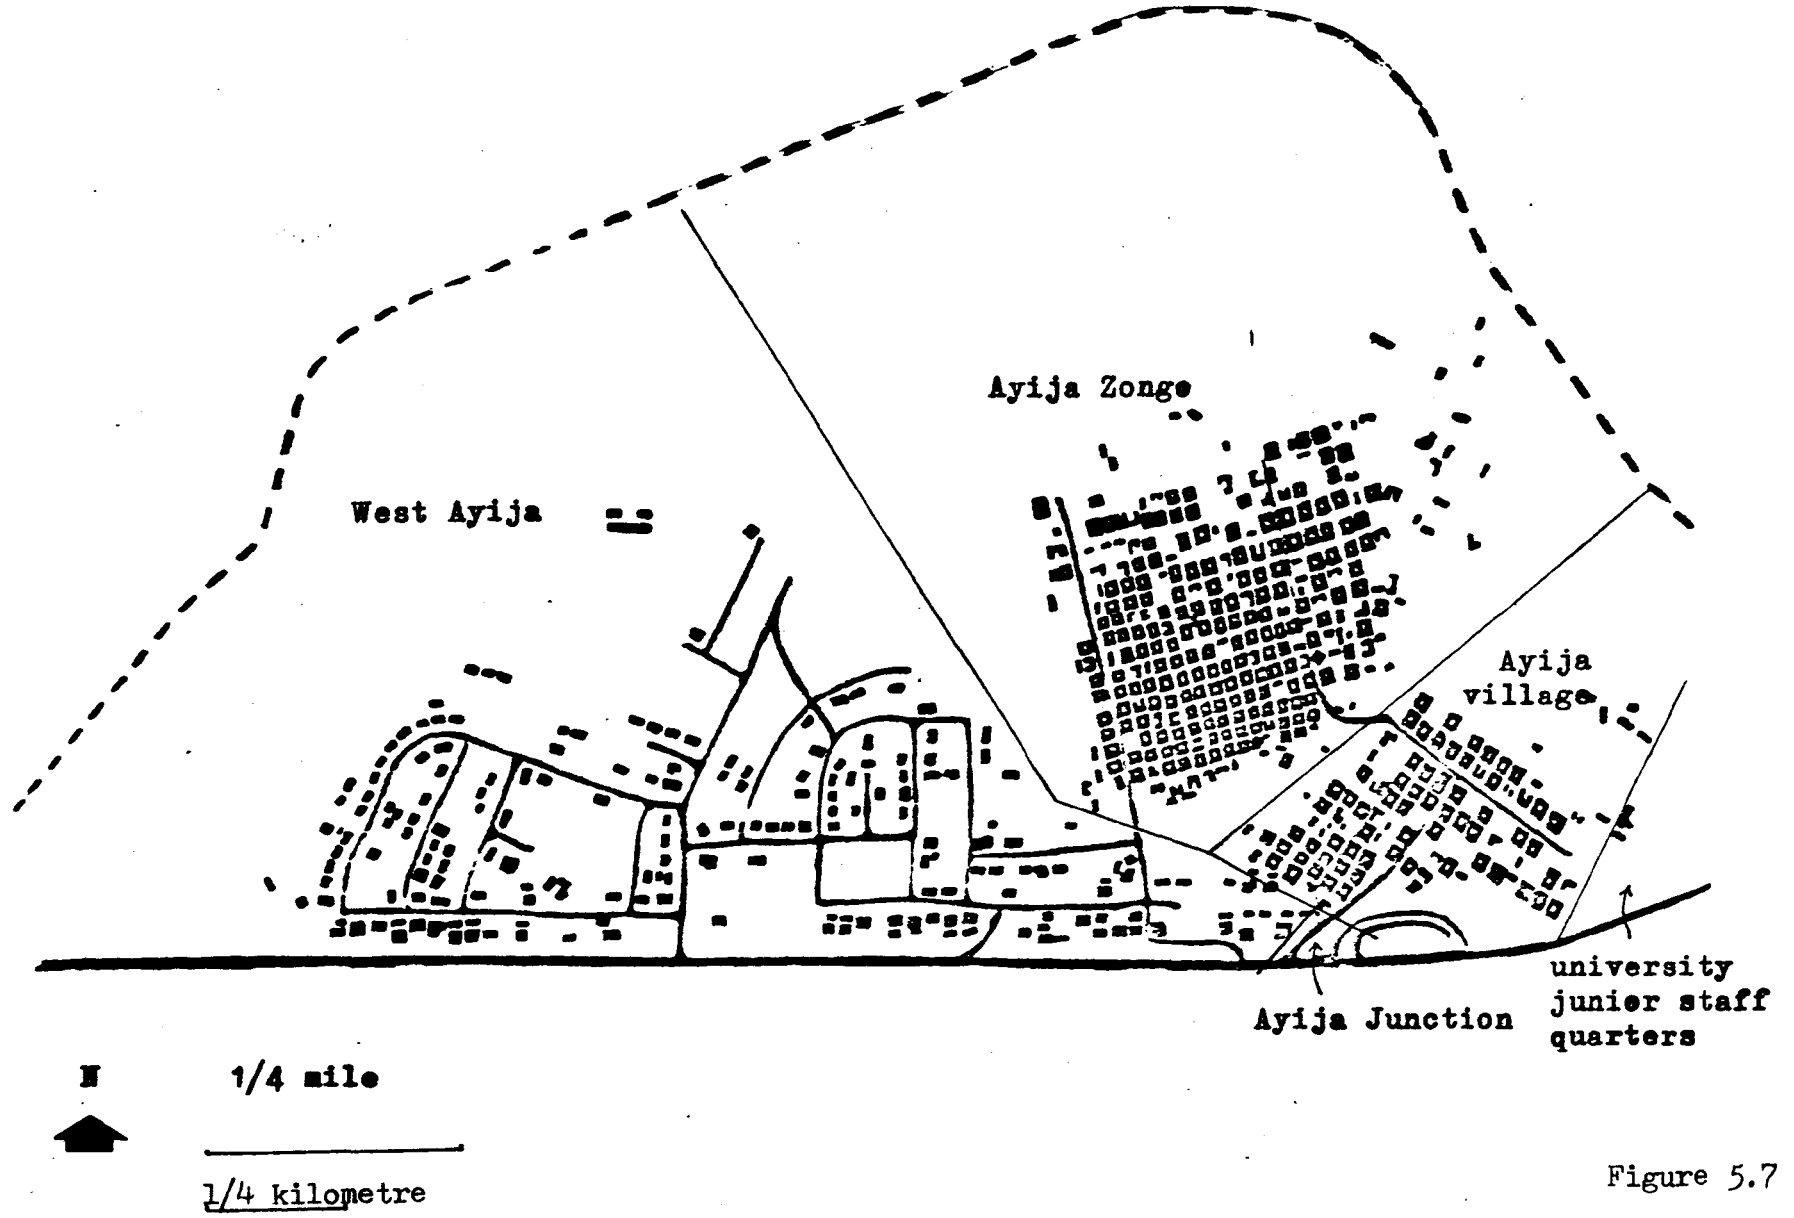 Ayija Zonge
West Ayija
Ayija
village
university
junior staff
quarters
Ayija Junction
N
1/4 mile
1/4 kilometre
Figure 5.7